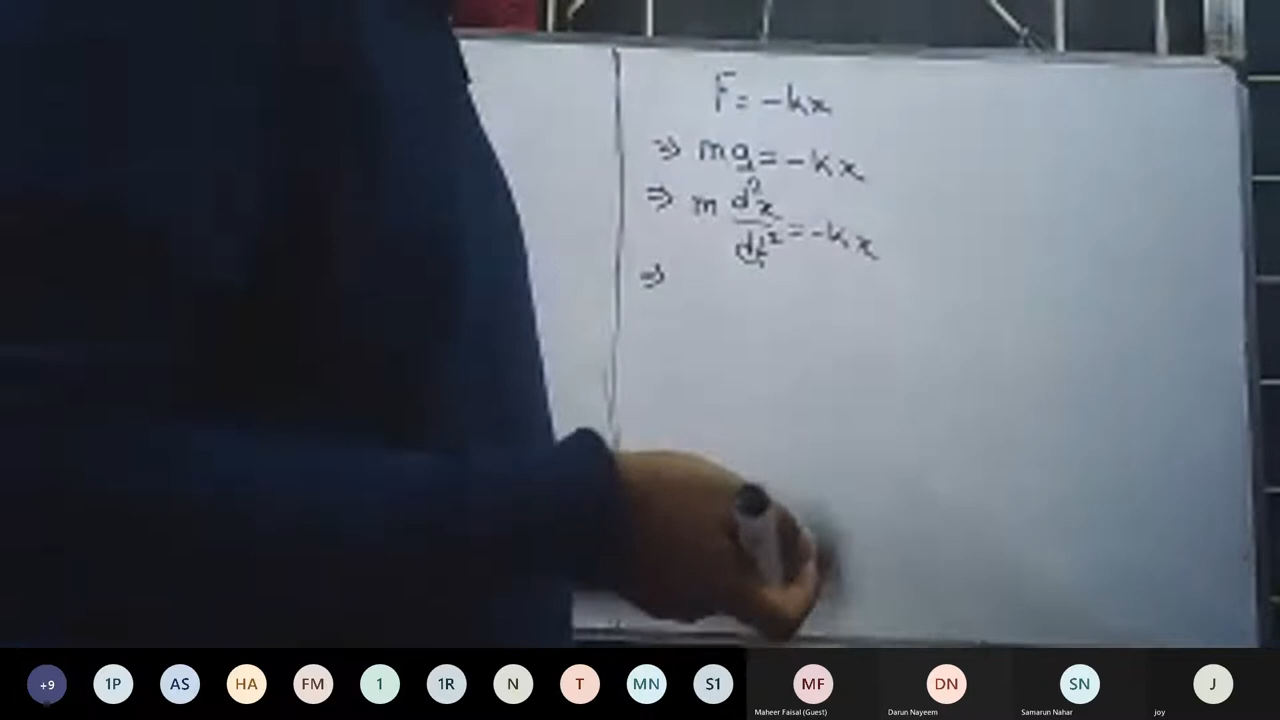 F = -kx
⇒ ma = -kx
⇒ m d²x/dt² = -kx
⇒
+9 1P AS HA FM 1 1R N T MN S1 MF DN SN J
Maheer Faisal (Guest) Darun Nayeem Samarun Nahar joy